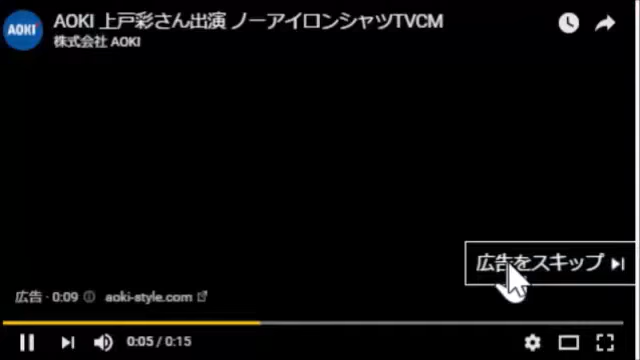 AOKI
AOKI 上戸彩さん出演 ノーアイロンシャツTVCM
株式会社 AOKI
広告をスキップ
広告・0:09 aoki-style.com
0:05 / 0:15